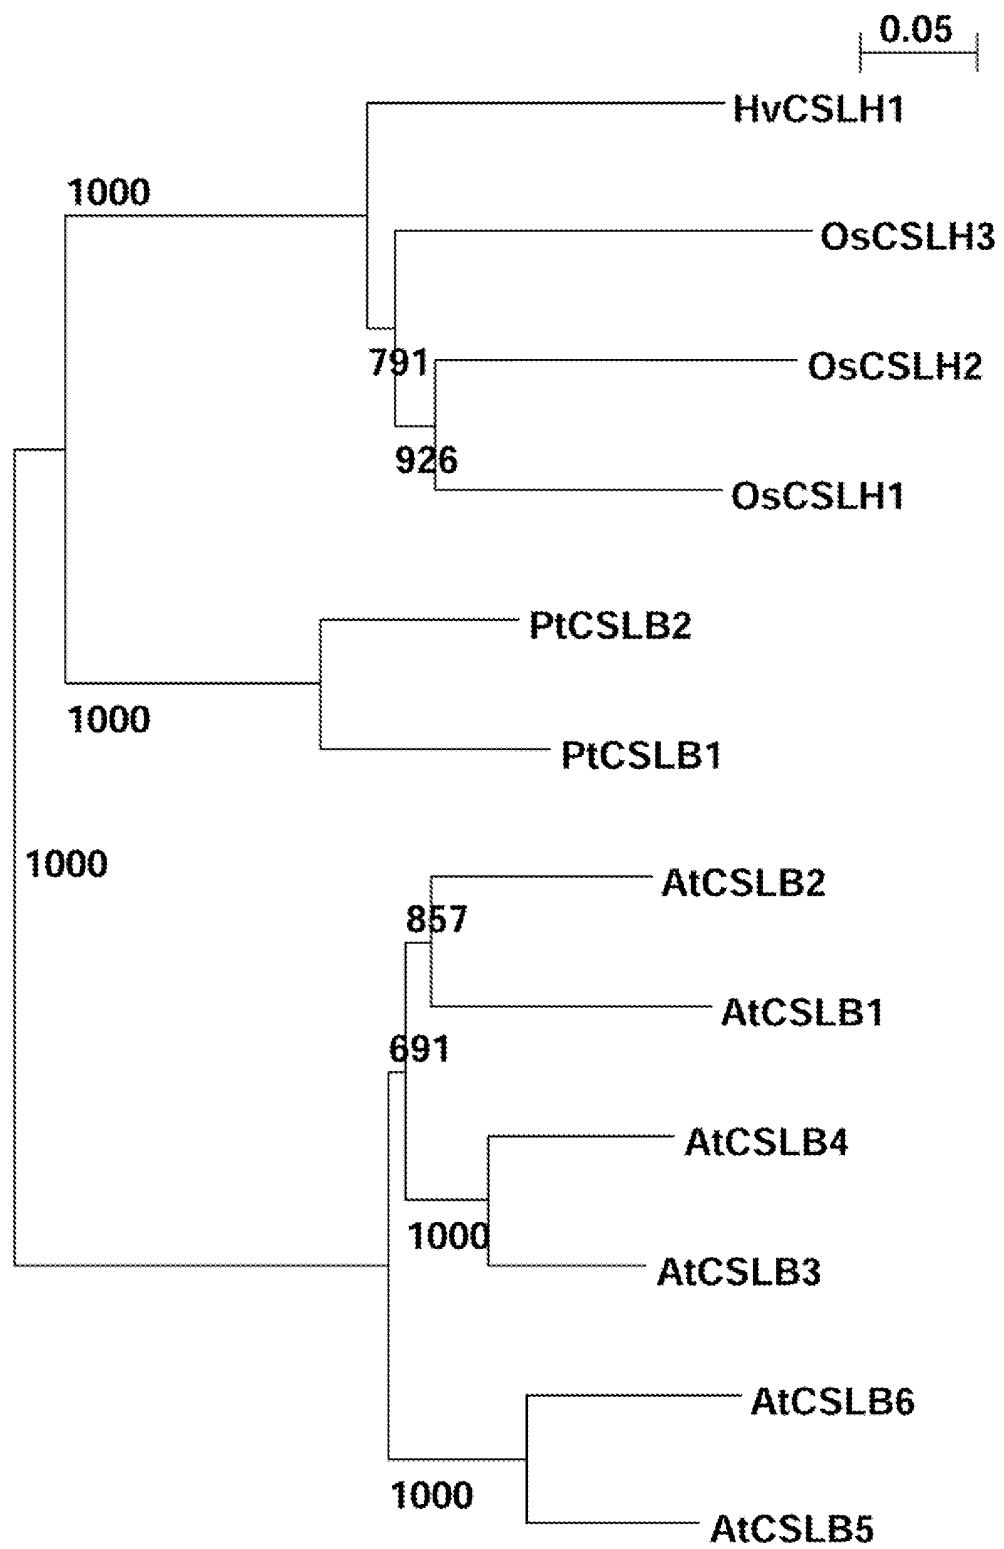 0.05
HvCSLH1
1000
OsCSLH3
791
OsCSLH2
926
OsCSLH1
PtCSLB2
1000
PtCSLB1
1000
AtCSLB2
857
AtCSLB1
691
AtCSLB4
1000
AtCSLB3
AtCSLB6
1000
AtCSLB5